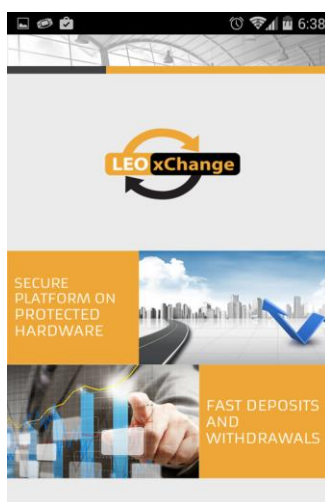 6:38
LEO xChange
SECURE
PLATFORM ON
PROTECTED
HARDWARE
FAST DEPOSITS
AND
WITHDRAWALS